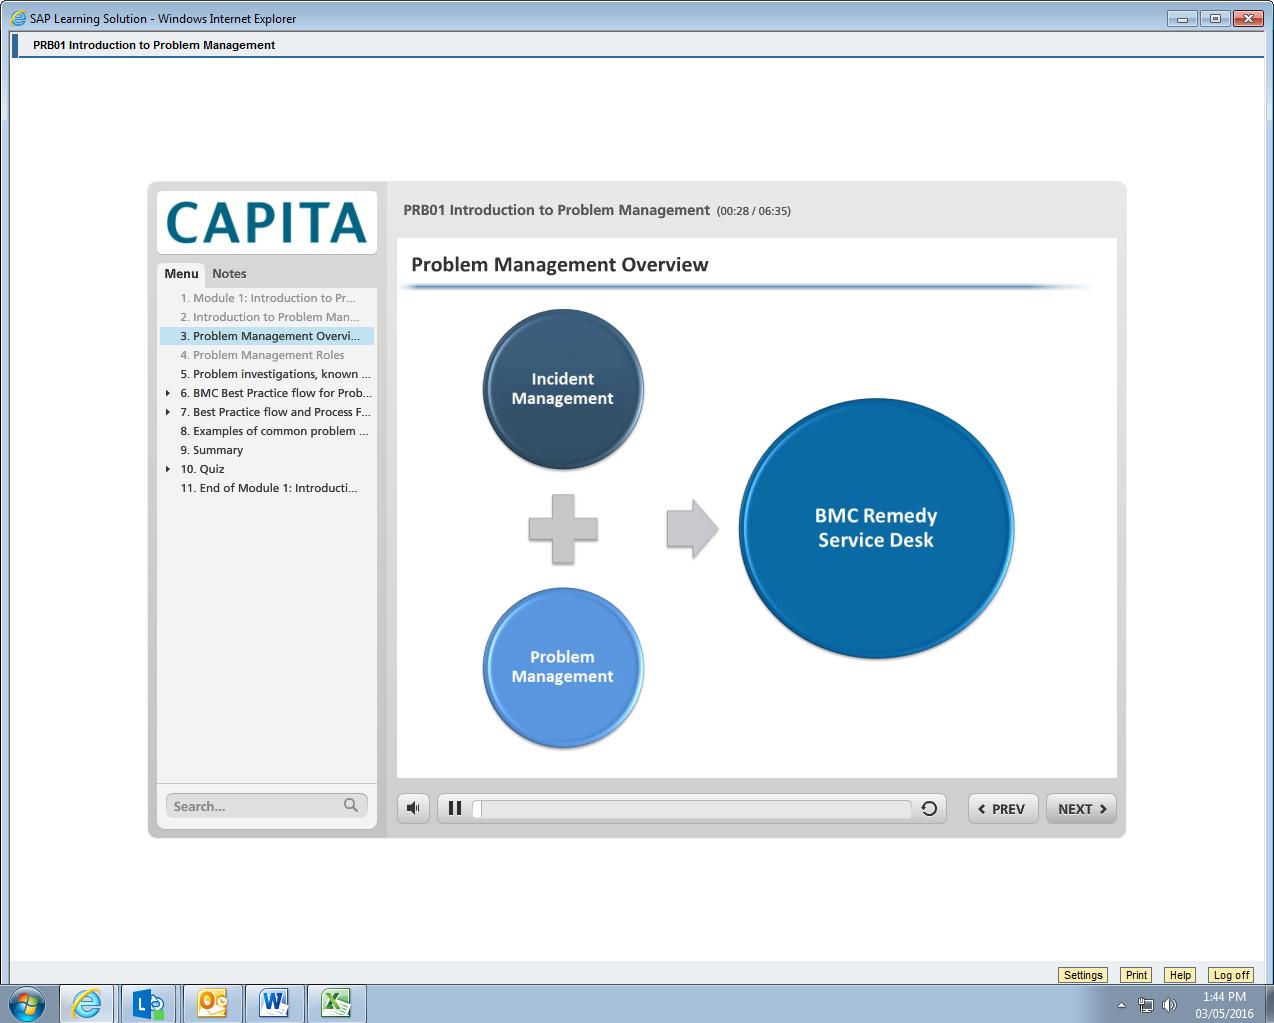 SAP Learning Solution - Windows Internet Explorer
PRB01 Introduction to Problem Management
CAPITA
PRB01 Introduction to Problem Management (00:28 / 06:35)
Menu Notes
1. Module 1: Introduction to Pr...
2. Introduction to Problem Man...
3. Problem Management Overvi...
4. Problem Management Roles
5. Problem investigations, known ...
6. BMC Best Practice flow for Prob...
7. Best Practice flow and Process F...
8. Examples of common problem ...
9. Summary
10. Quiz
11. End of Module 1: Introducti...
Search...
Problem Management Overview
Incident
Management
Problem
Management
BMC Remedy
Service Desk
PREV
NEXT
Settings Print Help Log off
1:44 PM
03/05/2016